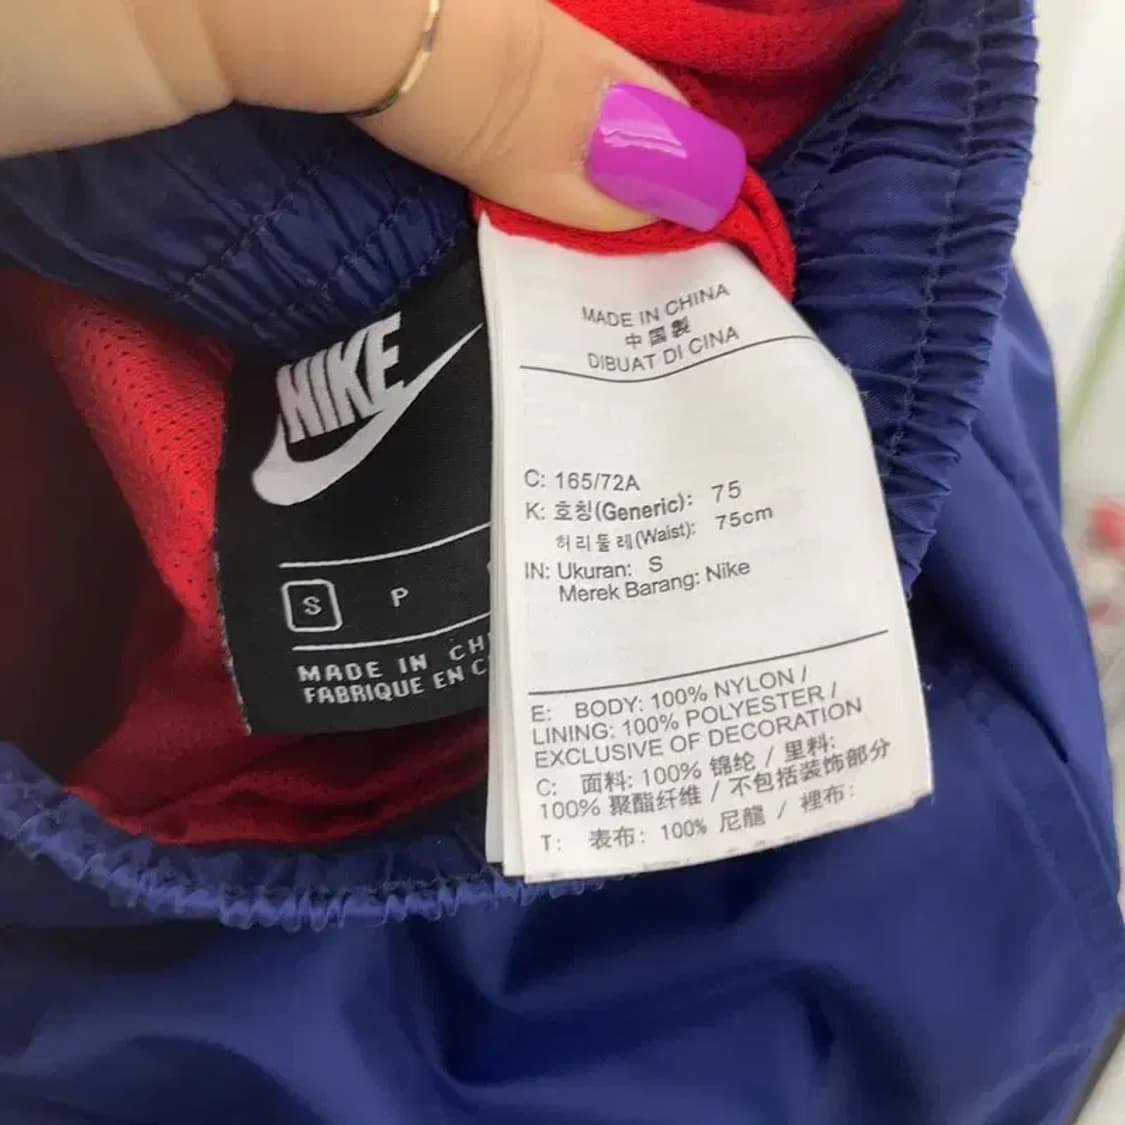 NIKE
S P
MADE IN CH
FABRIQUE EN C
MADE IN CHINA
中国製
DIBUAT DI CINA
C: 165/72A
K: 호칭(Generic): 75
허리둘레(Waist): 75cm
IN: Ukuran: S
Merek Barang: Nike
E: BODY: 100% NYLON /
LINING: 100% POLYESTER /
EXCLUSIVE OF DECORATION
C: 面料: 100% 锦纶 / 里料:
100% 聚酯纤维 / 不包括装饰部分
T: 表布: 100% 尼龍 / 裡布: